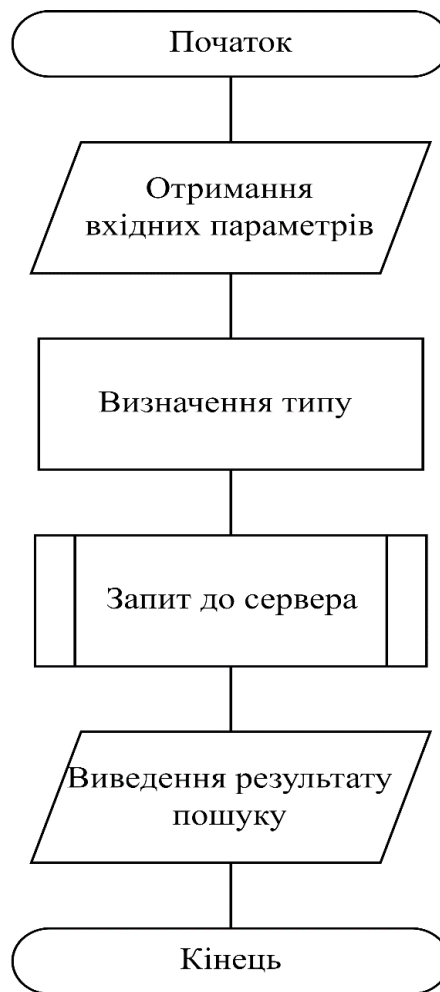 Початок
Отримання
вхідних параметрів
Визначення типу
Запит до сервера
Виведення результату
пошуку
Кінець